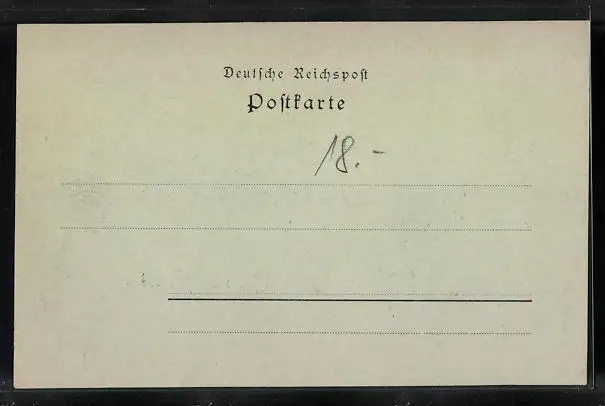 Deutsche Reichspost
Postkarte
18.-